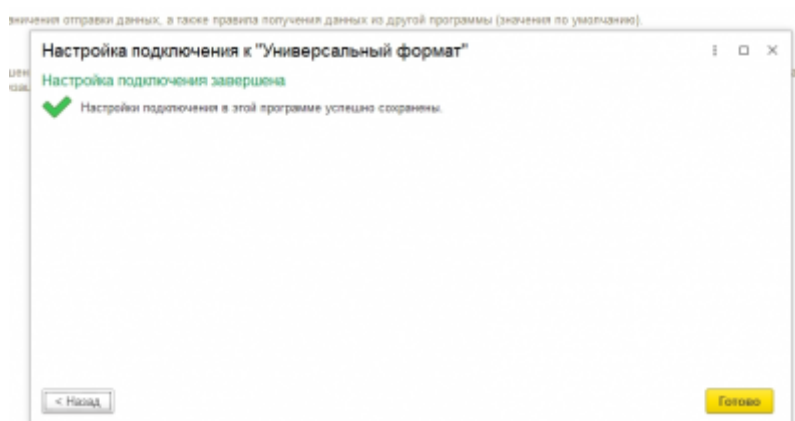 аничения отправки данных, а также правила получения данных из другой программы (значения по умолчанию).
Настройка подключения к "Универсальный формат"
Настройка подключения завершена
Настройки подключения в этой программе успешно сохранены.
< Назад
Готово